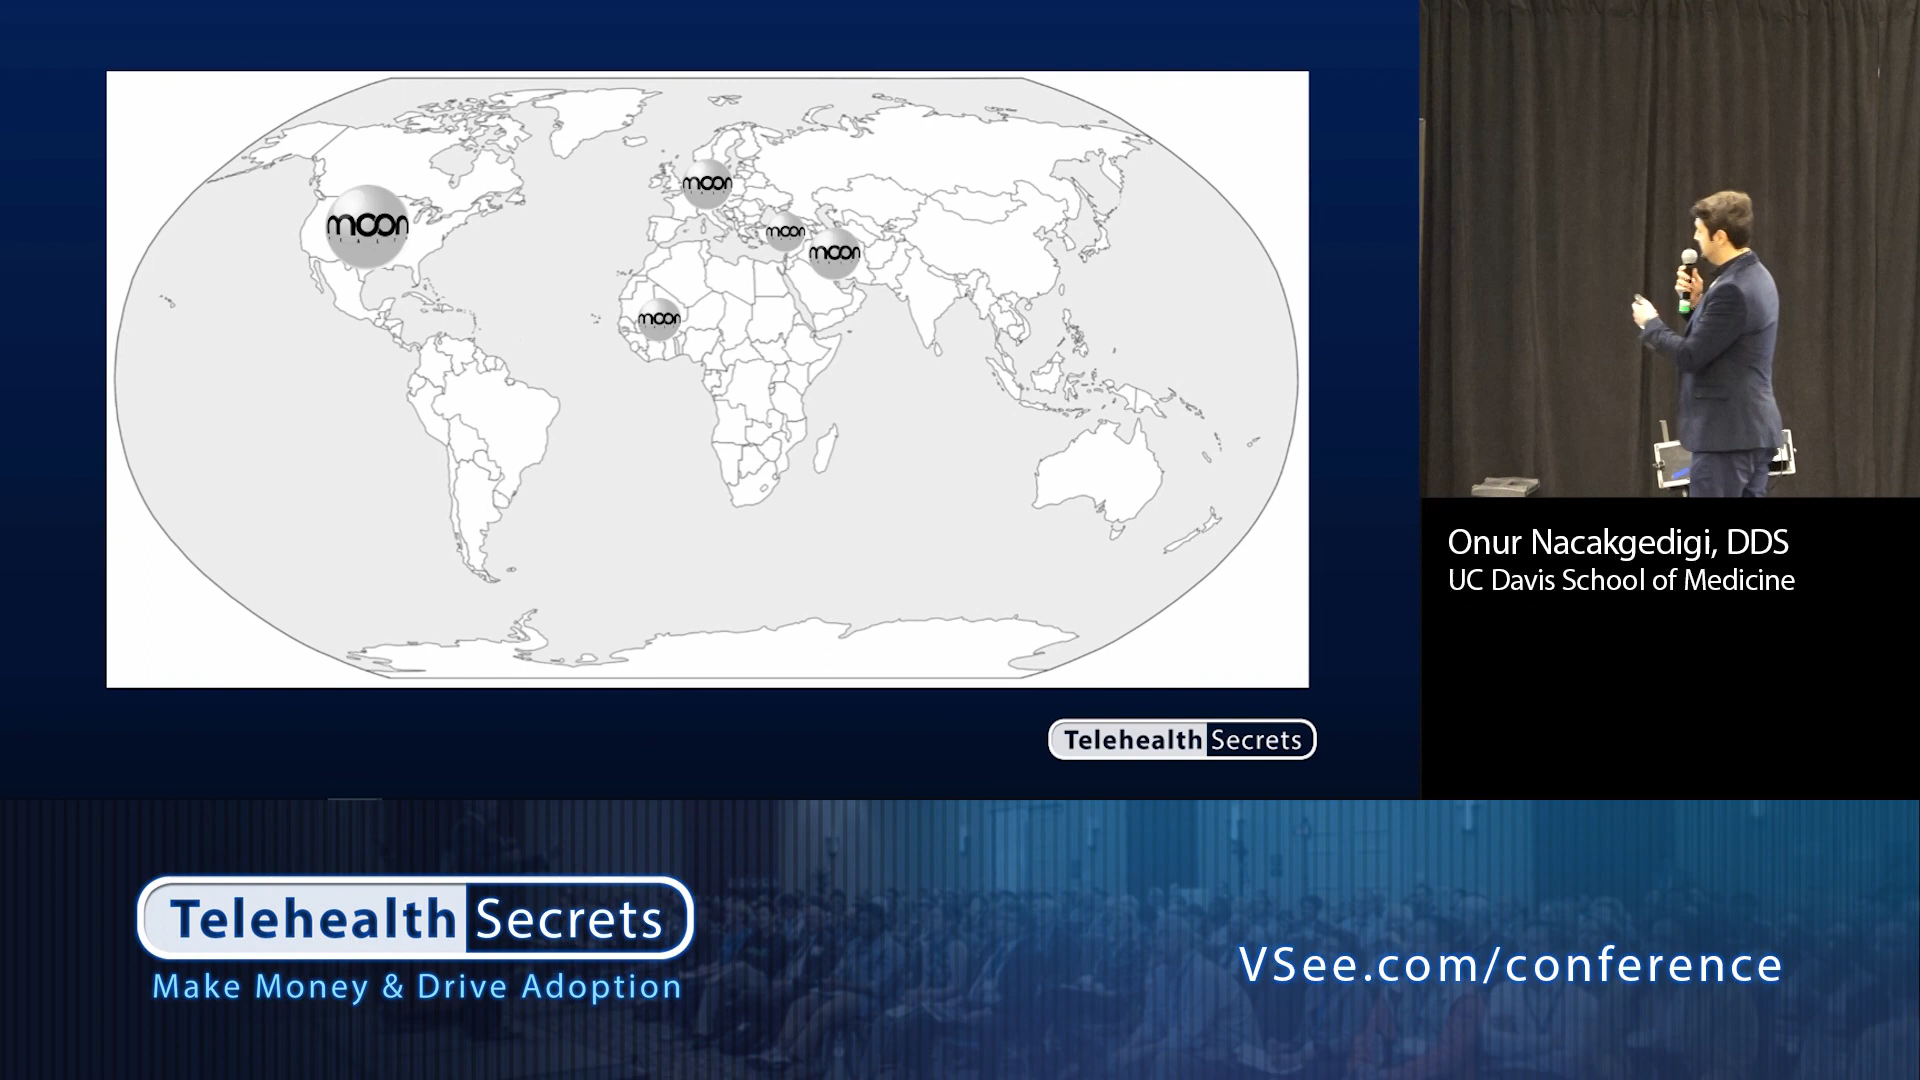 moon
moon
moon
moon
moon
Telehealth Secrets
Onur Nacakgedigi, DDS
UC Davis School of Medicine
Telehealth Secrets
Make Money & Drive Adoption
VSee.com/conference